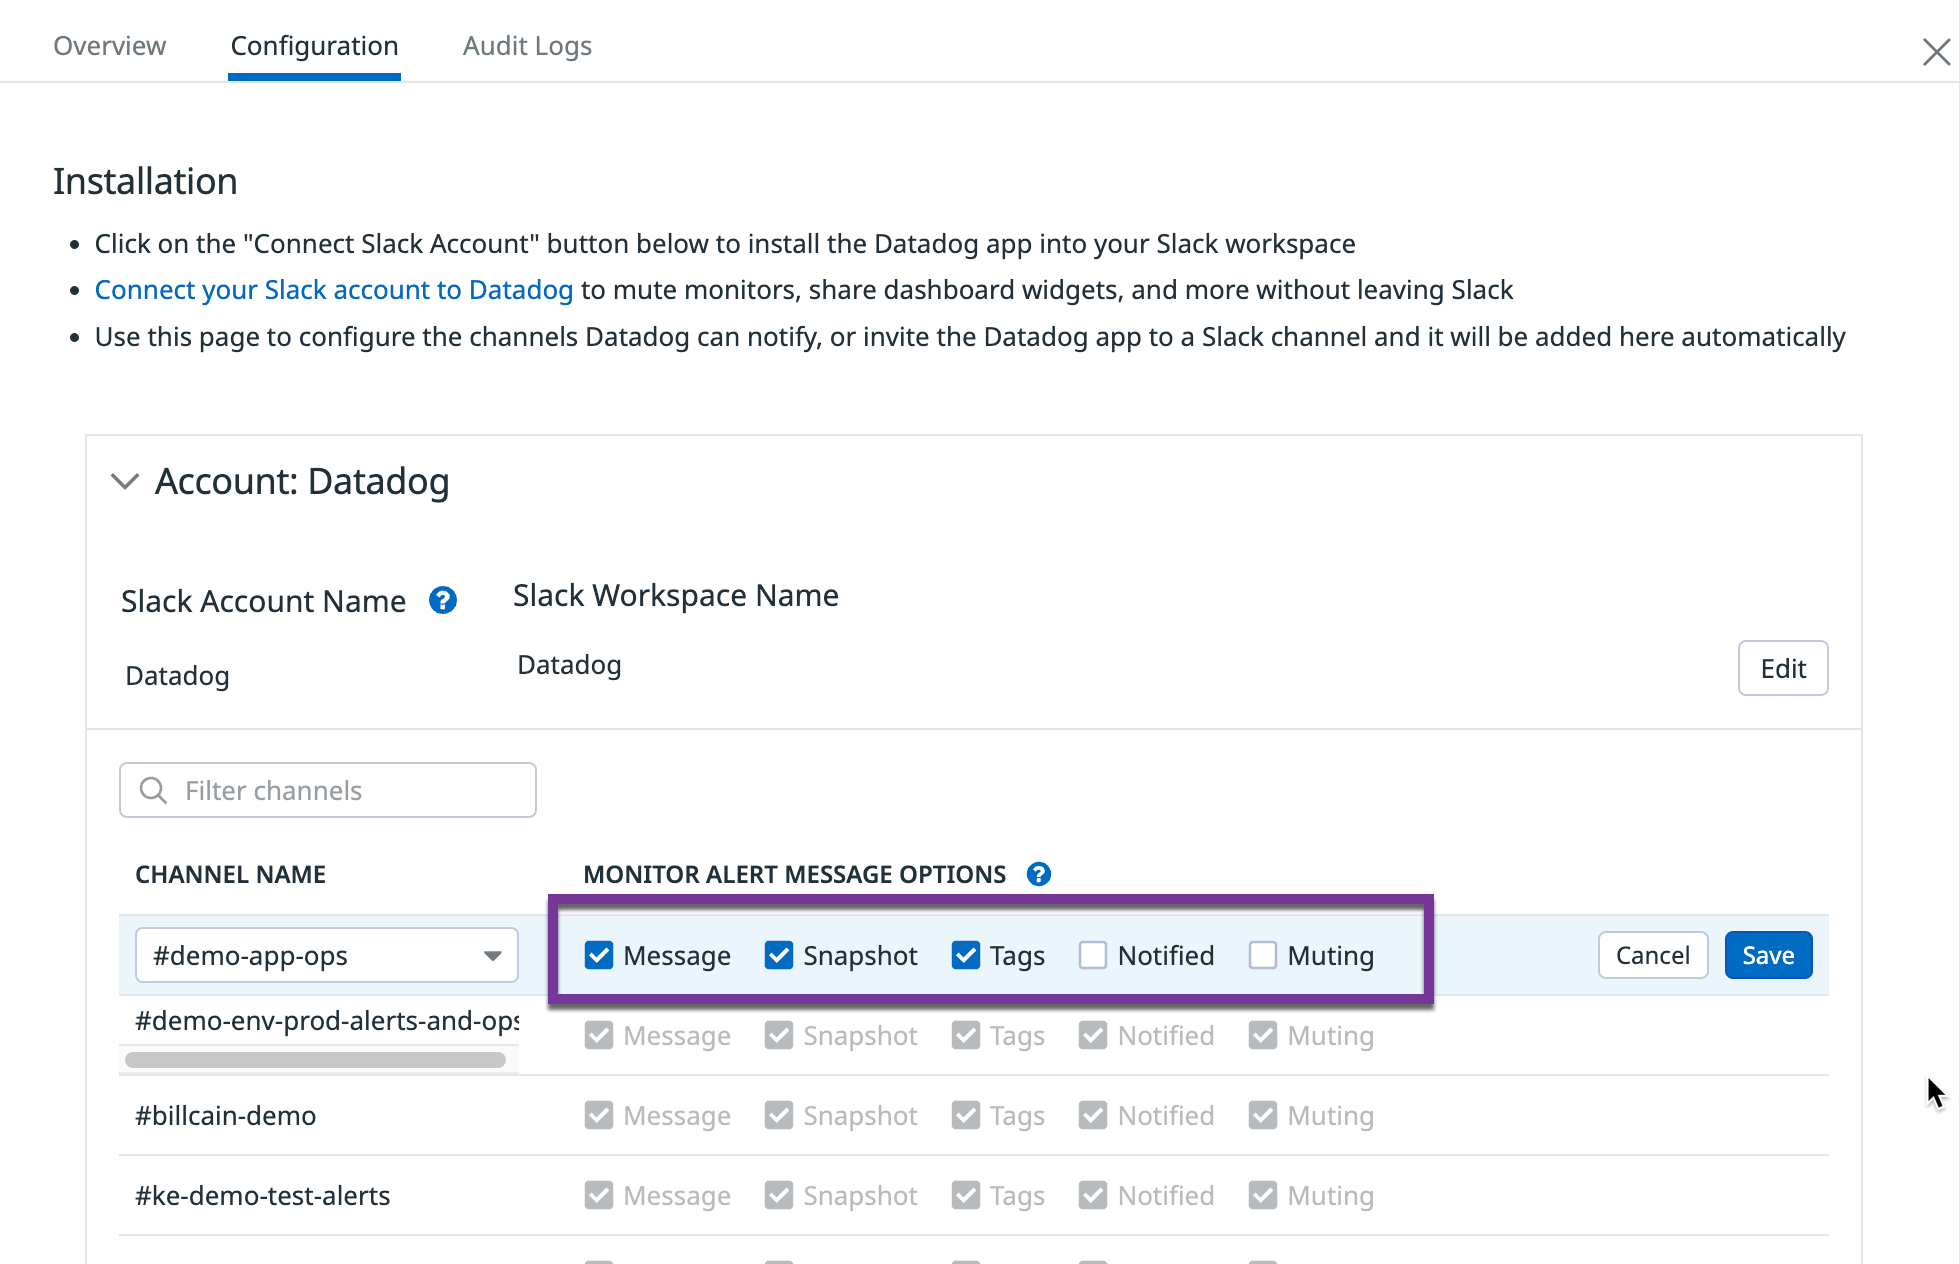 Overview Configuration Audit Logs
Installation
Click on the "Connect Slack Account" button below to install the Datadog app into your Slack workspace
Connect your Slack account to Datadog to mute monitors, share dashboard widgets, and more without leaving Slack
Use this page to configure the channels Datadog can notify, or invite the Datadog app to a Slack channel and it will be added here automatically
Account: Datadog
Slack Account Name ? Slack Workspace Name
Datadog Datadog Edit
Filter channels
CHANNEL NAME MONITOR ALERT MESSAGE OPTIONS ?
#demo-app-ops Message Snapshot Tags Notified Muting Cancel Save
#demo-env-prod-alerts-and-ops Message Snapshot Tags Notified Muting
#billcain-demo Message Snapshot Tags Notified Muting
#ke-demo-test-alerts Message Snapshot Tags Notified Muting